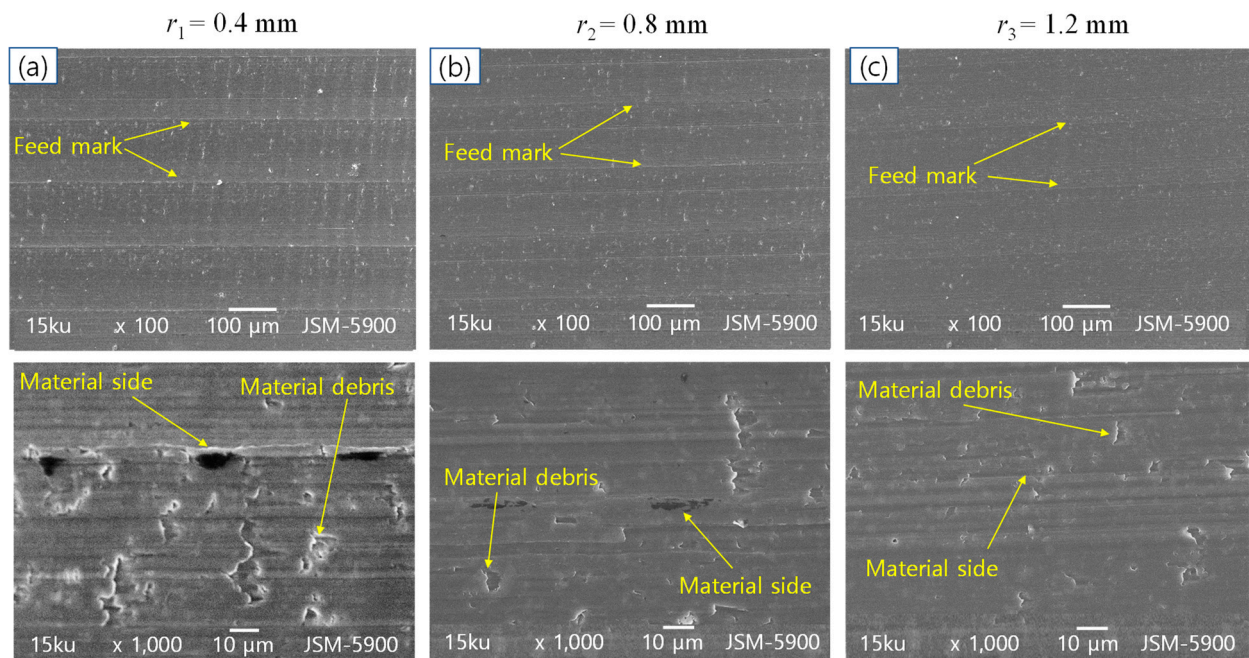 r₁ = 0.4 mm
r₂ = 0.8 mm
r₃ = 1.2 mm
(a)
Feed mark
15ku x 100 100 μm JSM-5900
(b)
Feed mark
15ku x 100 100 μm JSM-5900
(c)
Feed mark
15ku x 100 100 μm JSM-5900
Material side
Material debris
15ku x 1,000 10 μm JSM-5900
Material debris
Material side
15ku x 1,000 10 μm JSM-5900
Material debris
Material side
15ku x 1,000 10 μm JSM-5900